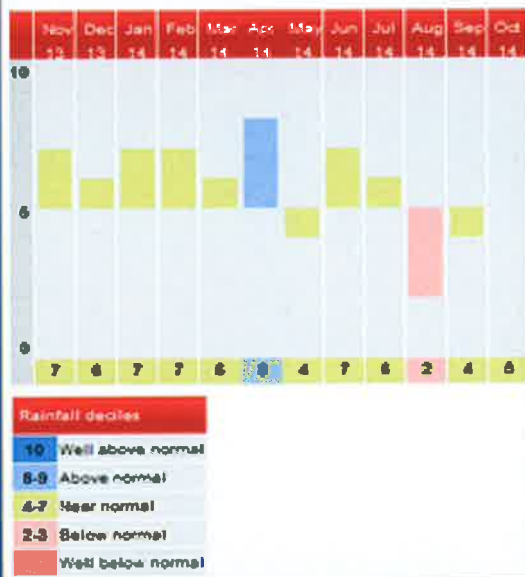 Nov Dec Jan Feb Mar Apr May Jun Jul Aug Sep Oct
13 13 14 14 14 14 14 14 14 14 14 14
10
5
0
7 6 7 7 6 8 4 7 6 2 4 5
Rainfall deciles
10 Well above normal
8-9 Above normal
4-7 Near normal
2-3 Below normal
Well below normal